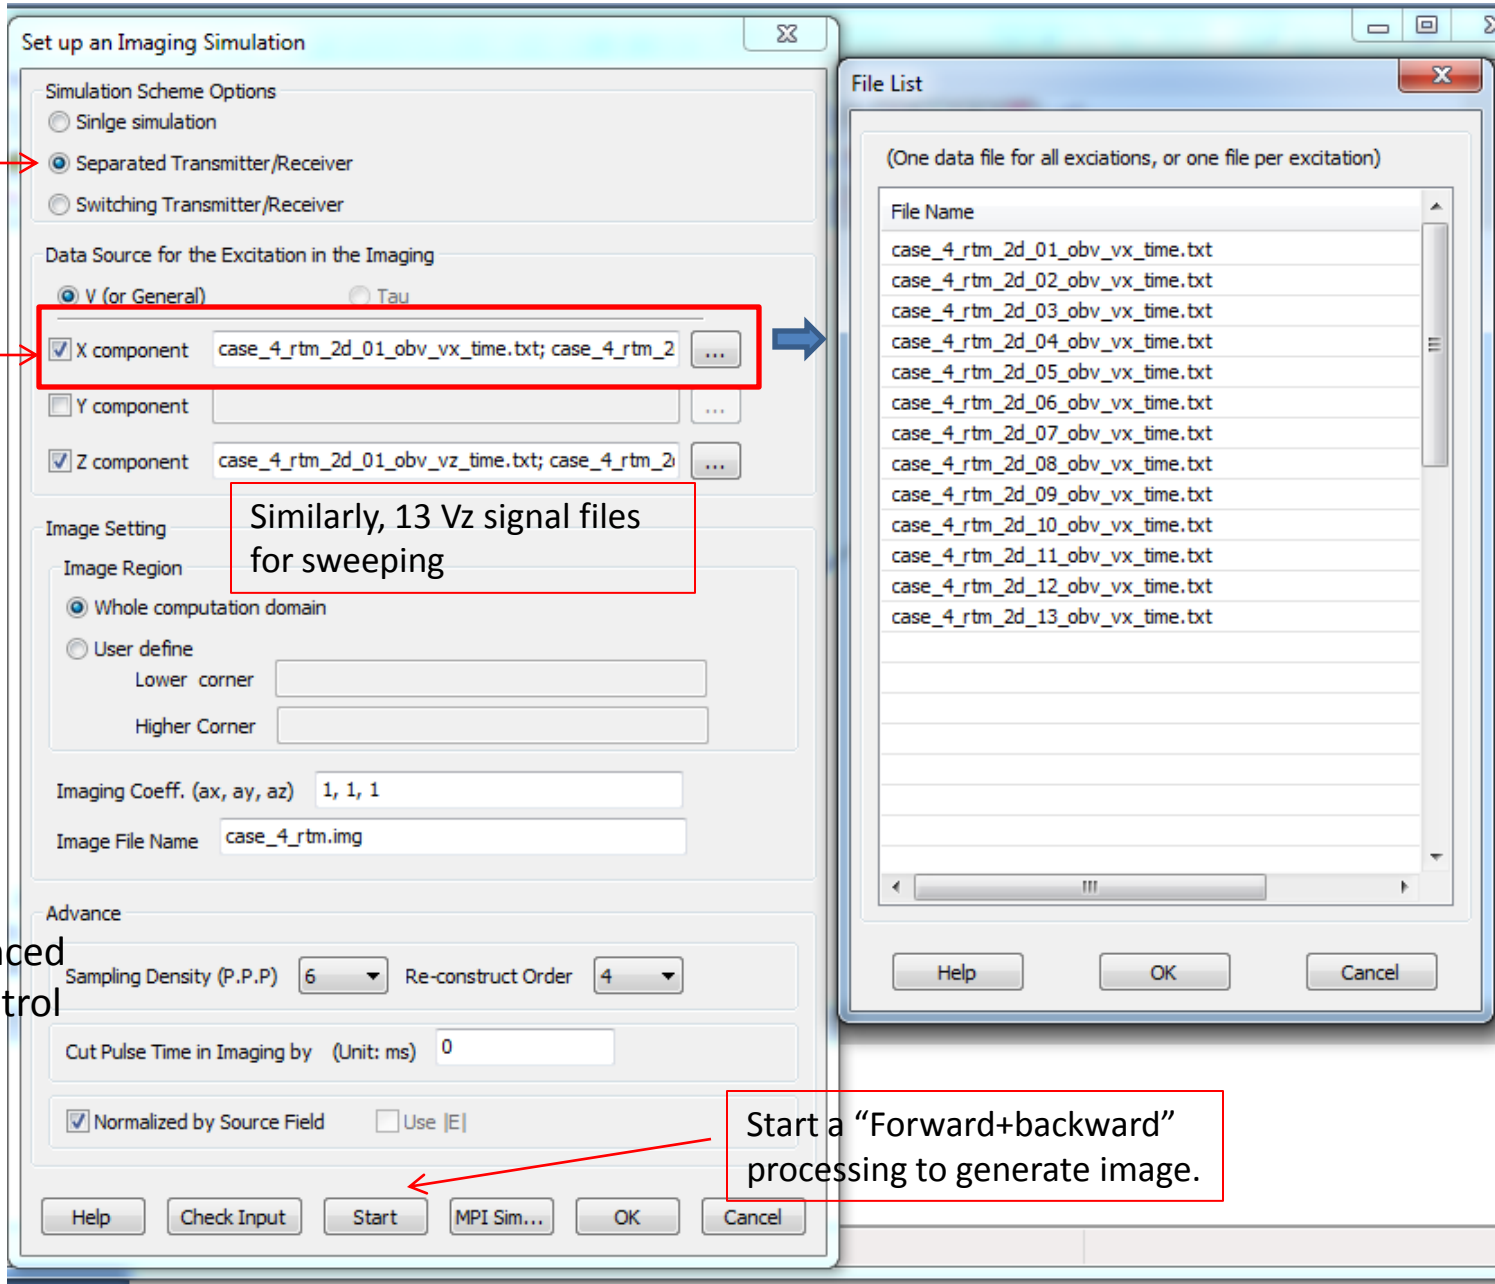 Set up an Imaging Simulation
Simulation Scheme Options
Sinlge simulation
Separated Transmitter/Receiver
Switching Transmitter/Receiver
Data Source for the Excitation in the Imaging
V (or General)
Tau
X component
case_4_rtm_2d_01_obv_vx_time.txt; case_4_rtm_2
...
Y component
...
Z component
case_4_rtm_2d_01_obv_vz_time.txt; case_4_rtm_2
...
Similarly, 13 Vz signal files
for sweeping
Image Setting
Image Region
Whole computation domain
User define
Lower corner
Higher Corner
Imaging Coeff. (ax, ay, az)
1, 1, 1
Image File Name
case_4_rtm.img
Advance
Sampling Density (P.P.P)
6
Re-construct Order
4
Cut Pulse Time in Imaging by (Unit: ms)
0
Normalized by Source Field
Use |E|
Start a “Forward+backward”
processing to generate image.
Help
Check Input
Start
MPI Sim...
OK
Cancel
File List
(One data file for all exciations, or one file per excitation)
File Name
case_4_rtm_2d_01_obv_vx_time.txt
case_4_rtm_2d_02_obv_vx_time.txt
case_4_rtm_2d_03_obv_vx_time.txt
case_4_rtm_2d_04_obv_vx_time.txt
case_4_rtm_2d_05_obv_vx_time.txt
case_4_rtm_2d_06_obv_vx_time.txt
case_4_rtm_2d_07_obv_vx_time.txt
case_4_rtm_2d_08_obv_vx_time.txt
case_4_rtm_2d_09_obv_vx_time.txt
case_4_rtm_2d_10_obv_vx_time.txt
case_4_rtm_2d_11_obv_vx_time.txt
case_4_rtm_2d_12_obv_vx_time.txt
case_4_rtm_2d_13_obv_vx_time.txt
Help
OK
Cancel